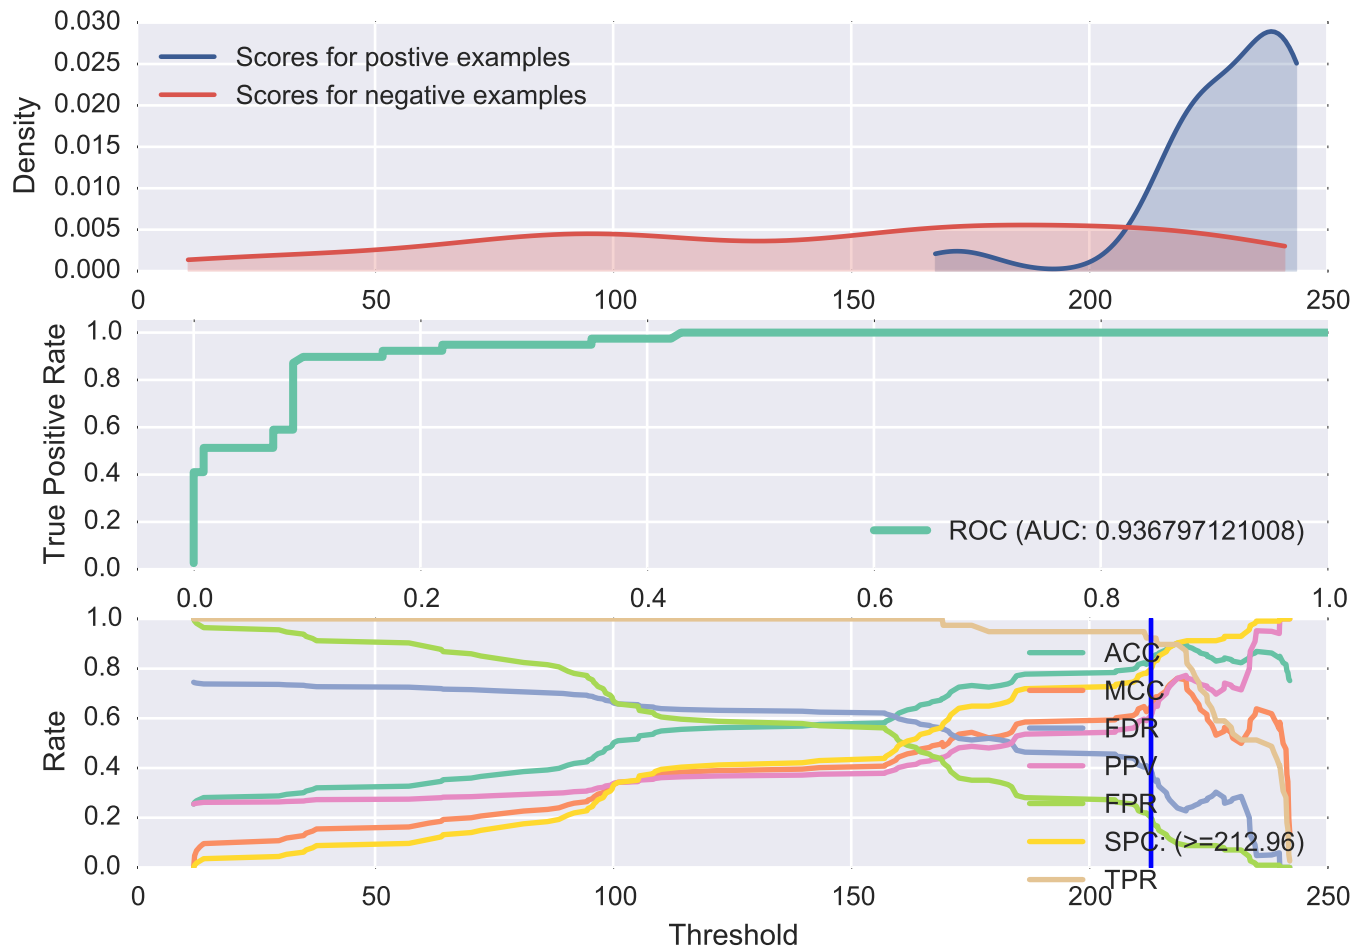 0.030
0.025
0.020
0.015
0.010
0.005
0.000
Density
Scores for postive examples
Scores for negative examples
0 50 100 150 200 250
1.0
0.8
0.6
0.4
0.2
0.0
True Positive Rate
ROC (AUC: 0.936797121008)
0.0 0.2 0.4 0.6 0.8 1.0
1.0
0.8
0.6
0.4
0.2
0.0
Rate
ACC
MCC
FDR
PPV
FPR
SPC: (>=212.96)
TPR
0 50 100 150 200 250
Threshold